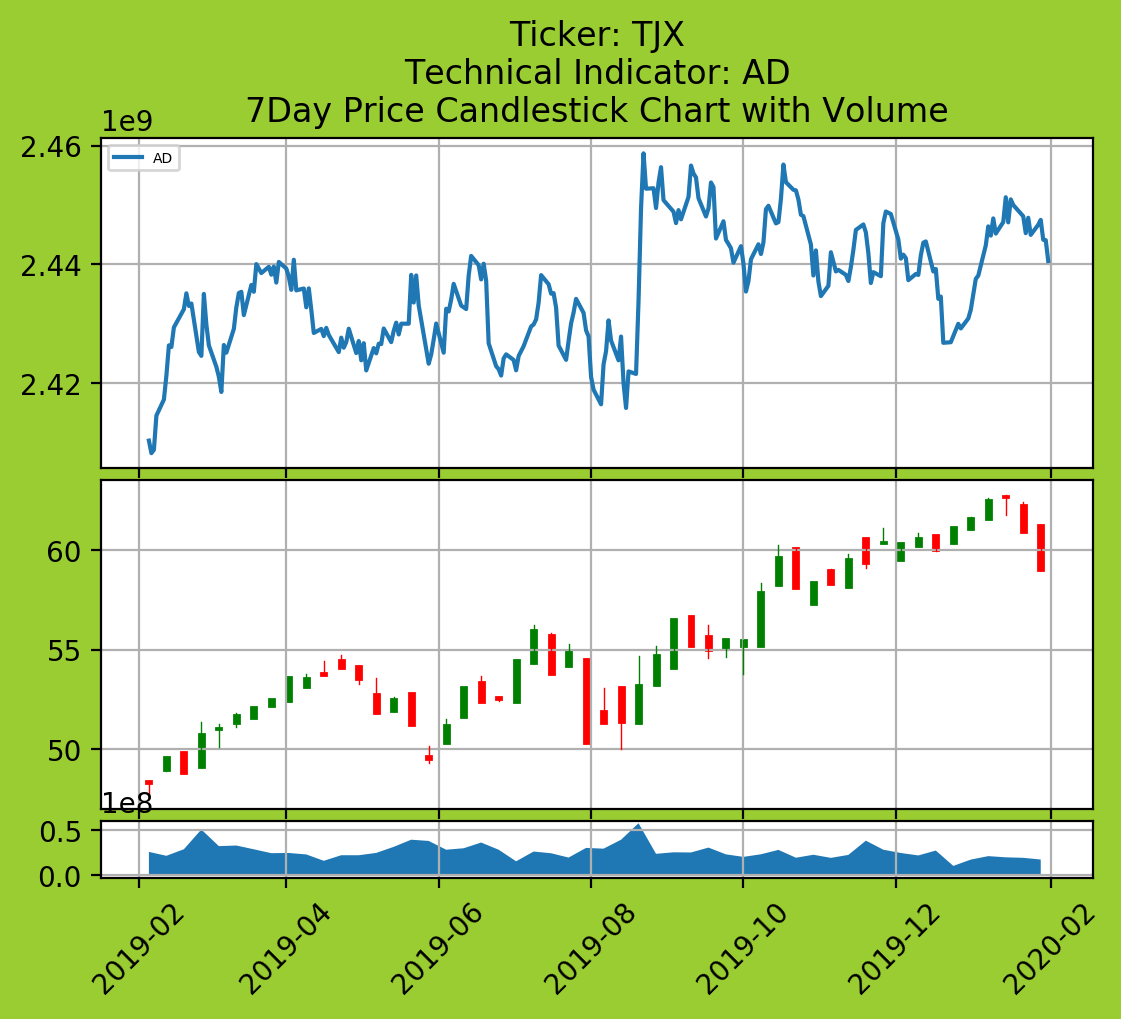 Ticker: TJX
Technical Indicator: AD
7Day Price Candlestick Chart with Volume
1e9
2.46
AD
2.44
2.42
60
55
50
1e8
0.5
0.0
2019-02
2019-04
2019-06
2019-08
2019-10
2019-12
2020-02